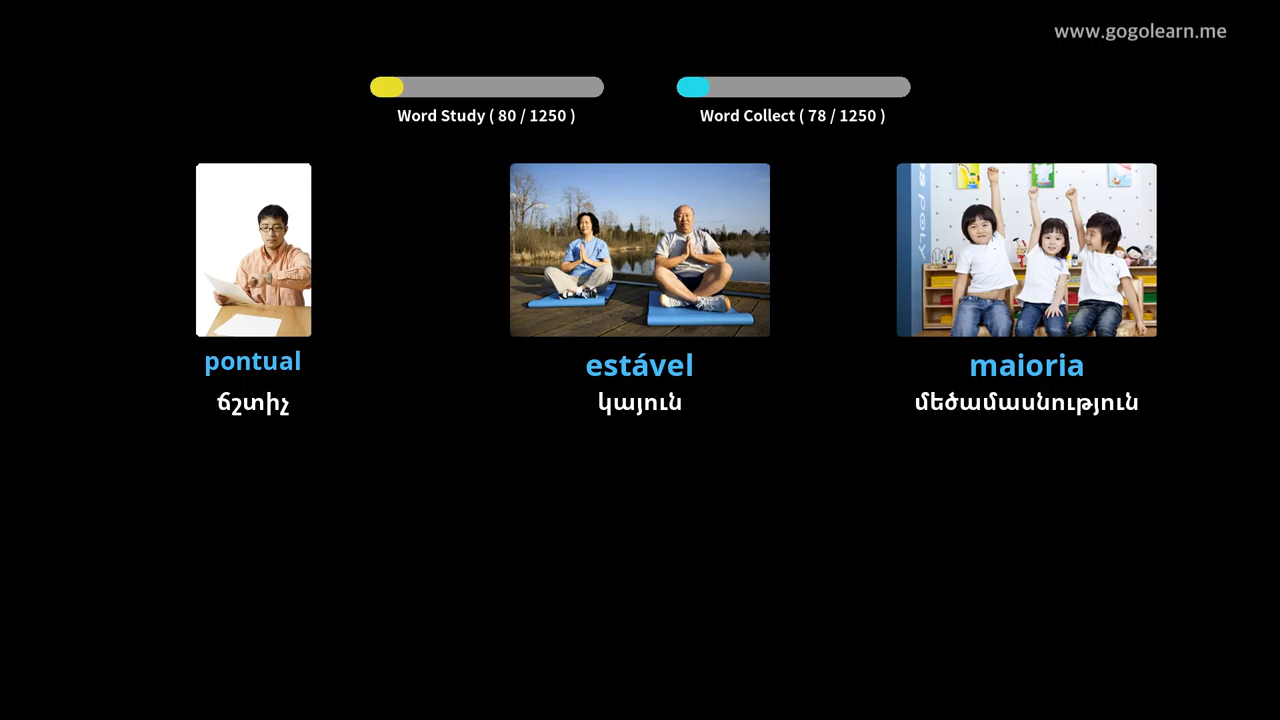 www.gogolearn.me
Word Study ( 80 / 1250 )
Word Collect ( 78 / 1250 )
pontual
estável
maioria
ճշտիչ
կայուն
մեծամասնություն